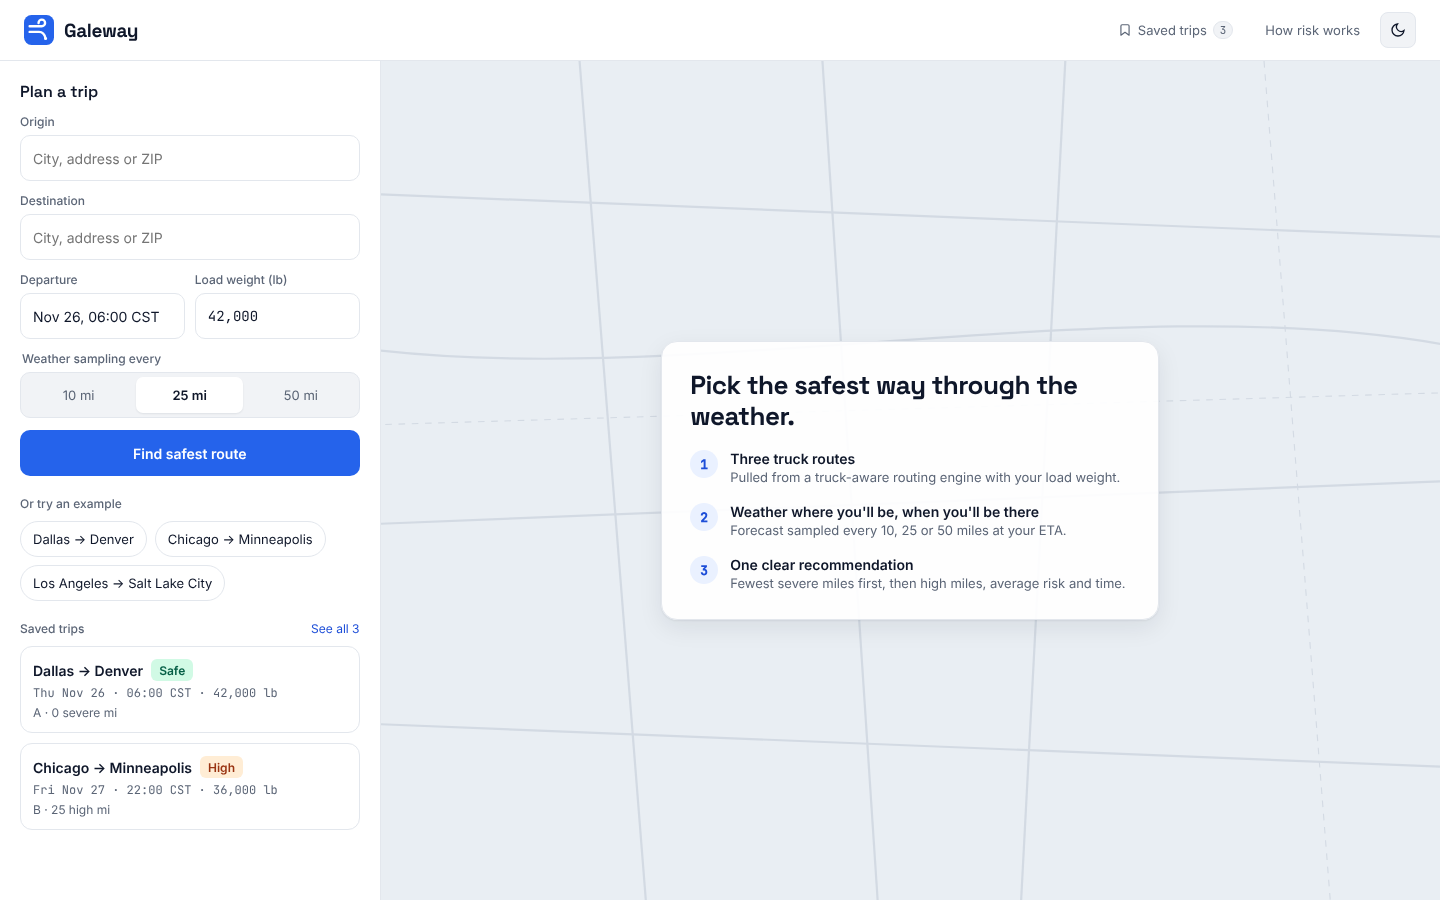 Galeway
Saved trips 3
How risk works
Plan a trip
Origin
City, address or ZIP
Destination
City, address or ZIP
Departure
Load weight (lb)
Nov 26, 06:00 CST
42,000
Weather sampling every
10 mi
25 mi
50 mi
Find safest route
Or try an example
Dallas → Denver
Chicago → Minneapolis
Los Angeles → Salt Lake City
Saved trips
See all 3
Dallas → Denver Safe
Thu Nov 26 · 06:00 CST · 42,000 lb
A · 0 severe mi
Chicago → Minneapolis High
Fri Nov 27 · 22:00 CST · 36,000 lb
B · 25 high mi
Pick the safest way through the
weather.
1 Three truck routes
Pulled from a truck-aware routing engine with your load weight.
2 Weather where you'll be, when you'll be there
Forecast sampled every 10, 25 or 50 miles at your ETA.
3 One clear recommendation
Fewest severe miles first, then high miles, average risk and time.